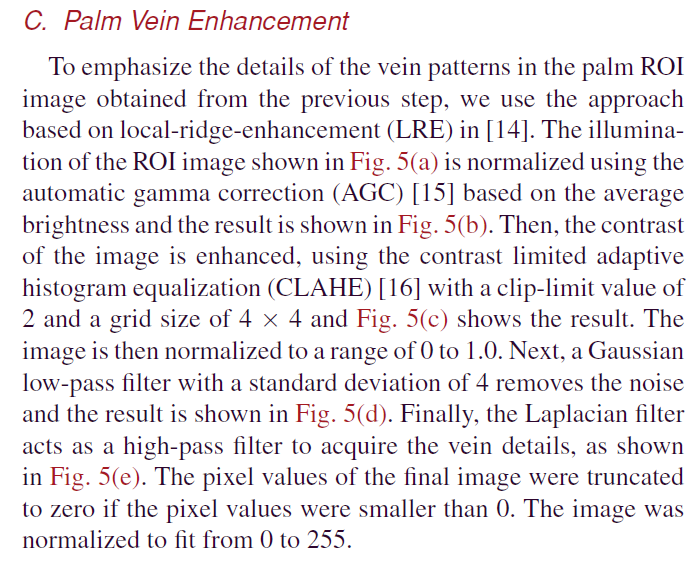 C. Palm Vein Enhancement
To emphasize the details of the vein patterns in the palm ROI
image obtained from the previous step, we use the approach
based on local-ridge-enhancement (LRE) in [14]. The illumina-
tion of the ROI image shown in Fig. 5(a) is normalized using the
automatic gamma correction (AGC) [15] based on the average
brightness and the result is shown in Fig. 5(b). Then, the contrast
of the image is enhanced, using the contrast limited adaptive
histogram equalization (CLAHE) [16] with a clip-limit value of
2 and a grid size of 4 × 4 and Fig. 5(c) shows the result. The
image is then normalized to a range of 0 to 1.0. Next, a Gaussian
low-pass filter with a standard deviation of 4 removes the noise
and the result is shown in Fig. 5(d). Finally, the Laplacian filter
acts as a high-pass filter to acquire the vein details, as shown
in Fig. 5(e). The pixel values of the final image were truncated
to zero if the pixel values were smaller than 0. The image was
normalized to fit from 0 to 255.